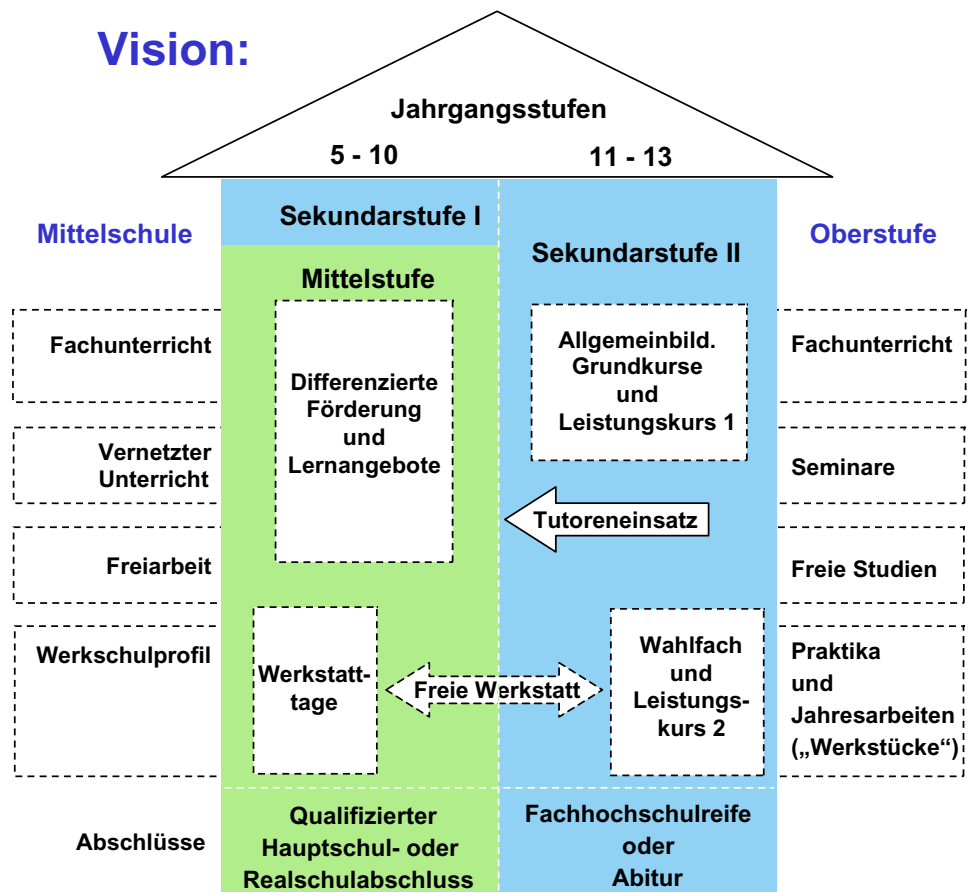 Vision:
Jahrgangsstufen
5 - 10
11 - 13
Mittelschule
Sekundarstufe I
Sekundarstufe II
Oberstufe
Mittelstufe
Fachunterricht
Vernetzter
Unterricht
Freiarbeit
Werkschulprofil
Differenzierte
Förderung
und
Lernangebote
Allgemeinbild.
Grundkurse
und
Leistungskurs 1
Tutoreneinsatz
Fachunterricht
Seminare
Freie Studien
Werkstatt-
tage
Freie Werkstatt
Wahlfach
und
Leistungs-
kurs 2
Praktika
und
Jahresarbeiten
(„Werkstücke“)
Abschlüsse
Qualifizierter
Hauptschul- oder
Realschulabschluss
Fachhochschulreife
oder
Abitur